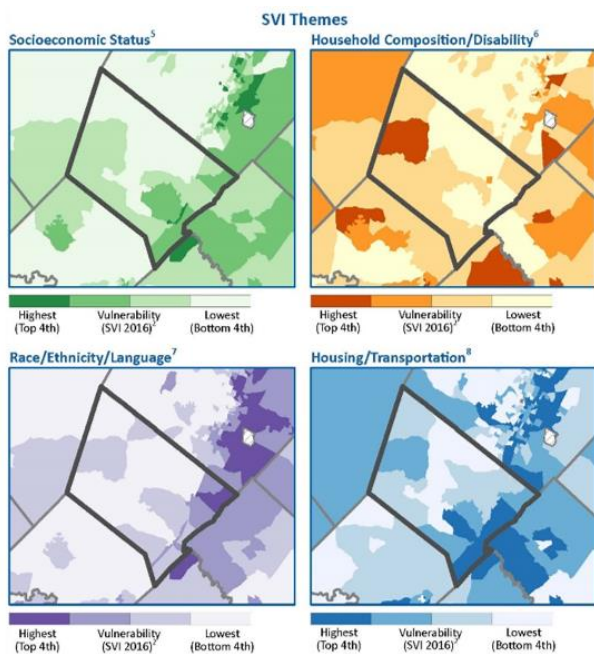 SVI Themes
Socioeconomic Status⁵
Household Composition/Disability⁶
Highest (Top 4th)
Vulnerability (SVI 2016)²
Lowest (Bottom 4th)
Highest (Top 4th)
Vulnerability (SVI 2016)²
Lowest (Bottom 4th)
Race/Ethnicity/Language⁷
Housing/Transportation⁸
Highest (Top 4th)
Vulnerability (SVI 2016)²
Lowest (Bottom 4th)
Highest (Top 4th)
Vulnerability (SVI 2016)²
Lowest (Bottom 4th)